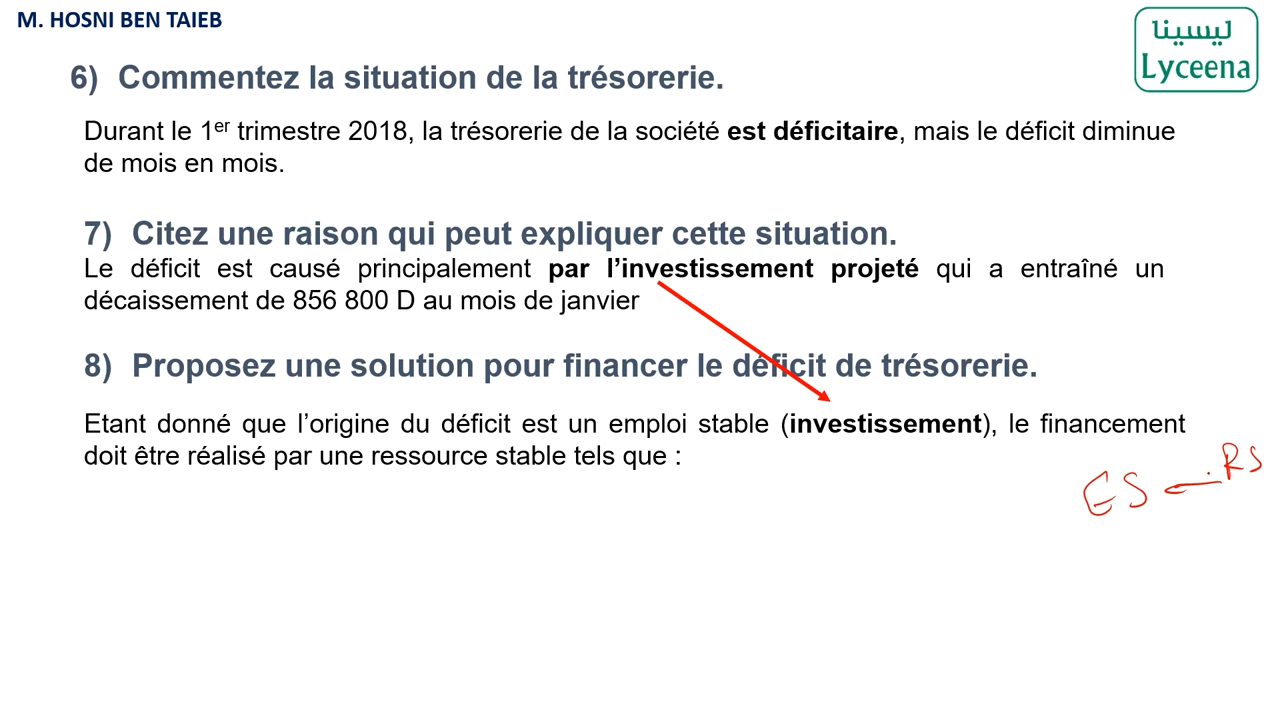 M. HOSNI BEN TAIEB
ليسينا
Lyceena
6) Commentez la situation de la trésorerie.
Durant le 1er trimestre 2018, la trésorerie de la société est déficitaire, mais le déficit diminue
de mois en mois.
7) Citez une raison qui peut expliquer cette situation.
Le déficit est causé principalement par l’investissement projeté qui a entraîné un
décaissement de 856 800 D au mois de janvier
8) Proposez une solution pour financer le déficit de trésorerie.
Etant donné que l’origine du déficit est un emploi stable (investissement), le financement
doit être réalisé par une ressource stable tels que :
ES ← RS